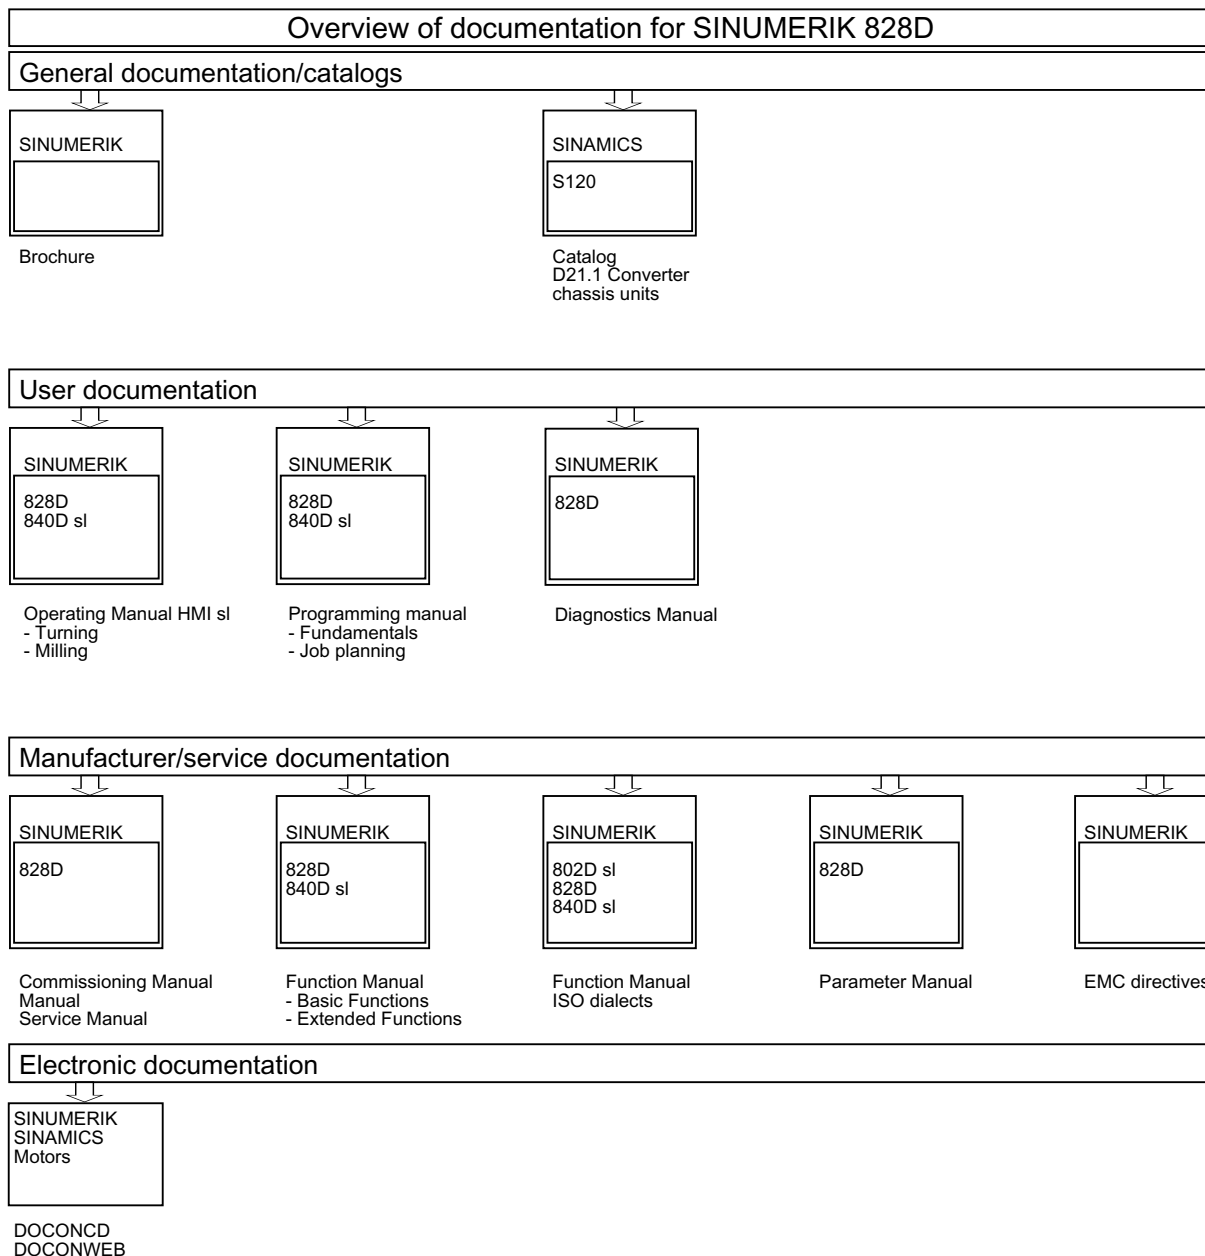 Overview of documentation for SINUMERIK 828D
General documentation/catalogs
SINUMERIK
Brochure
SINAMICS
S120
Catalog
D21.1 Converter
chassis units
User documentation
SINUMERIK
828D
840D sl
Operating Manual HMI sl
- Turning
- Milling
SINUMERIK
828D
840D sl
Programming manual
- Fundamentals
- Job planning
SINUMERIK
828D
Diagnostics Manual
Manufacturer/service documentation
SINUMERIK
828D
Commissioning Manual
Manual
Service Manual
SINUMERIK
828D
840D sl
Function Manual
- Basic Functions
- Extended Functions
SINUMERIK
802D sl
828D
840D sl
Function Manual
ISO dialects
SINUMERIK
828D
Parameter Manual
SINUMERIK
EMC directives
Electronic documentation
SINUMERIK
SINAMICS
Motors
DOCONCD
DOCONWEB